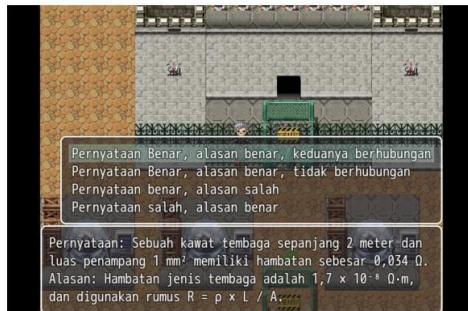 Pernyataan Benar, alasan benar, keduanya berhubungan
Pernyataan Benar, alasan benar, tidak berhubungan
Pernyataan benar, alasan salah
Pernyataan salah, alasan benar
Pernyataan: Sebuah kawat tembaga sepanjang 2 meter dan
luas penampang 1 mm² memiliki hambatan sebesar 0,034 Ω.
Alasan: Hambatan jenis tembaga adalah 1,7 × 10⁻⁸ Ω·m,
dan digunakan rumus R = ρ × L / A.